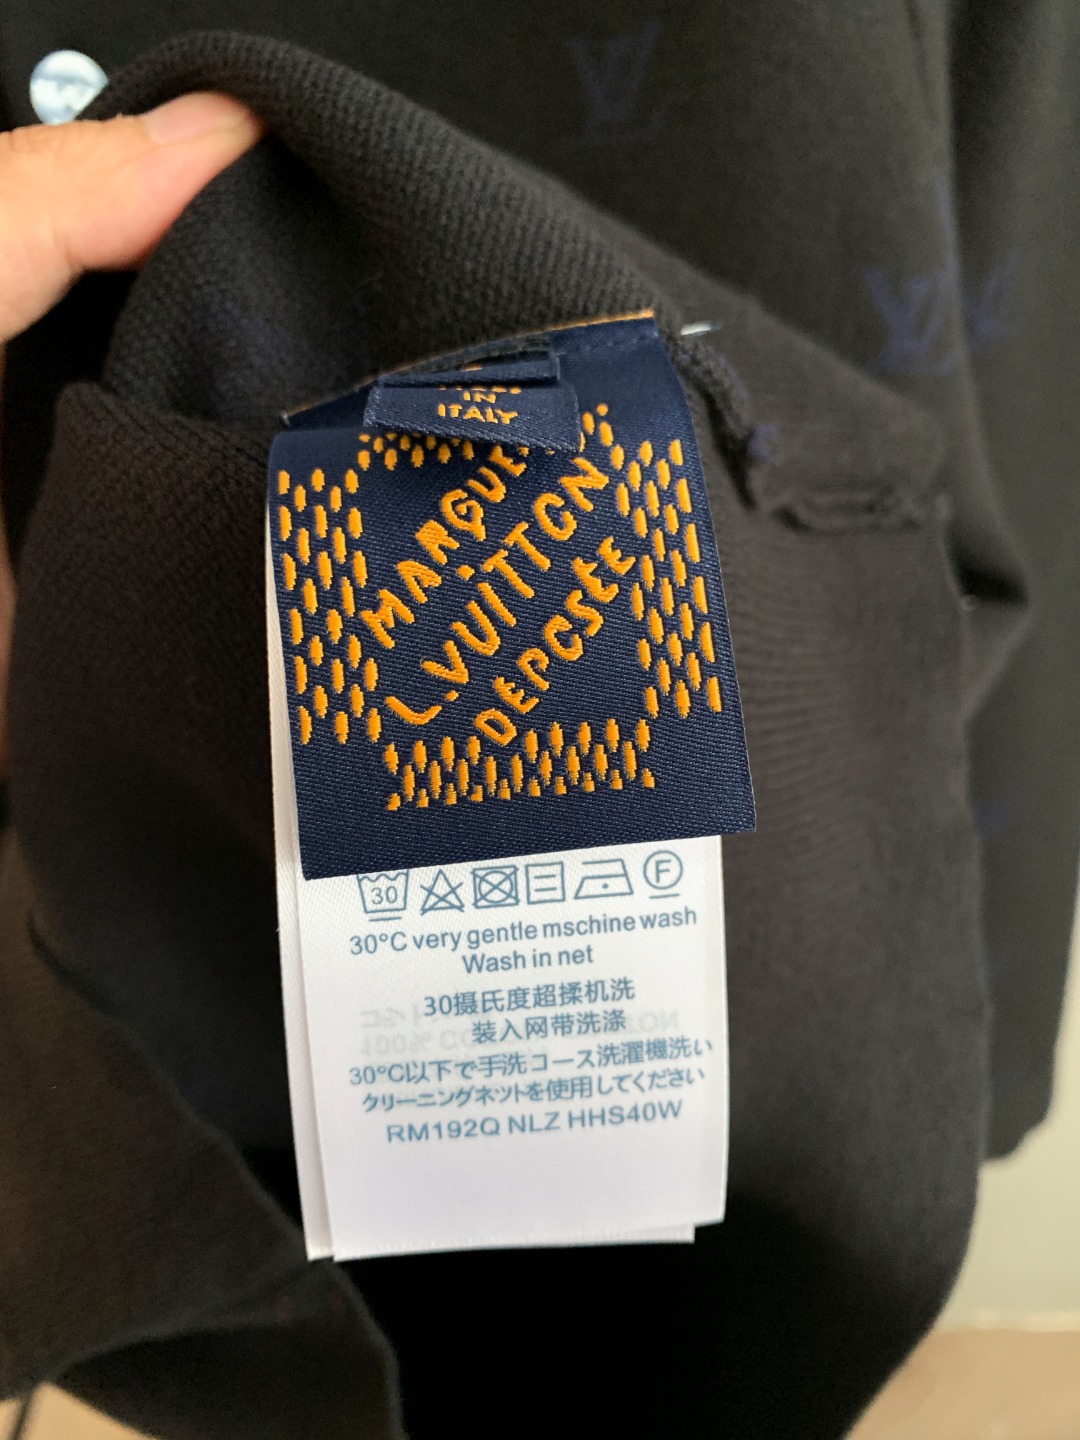 IN
ITALY
MARQUE
L.VUITTON
DEPOSEE
30
F
30°C very gentle mschine wash
Wash in net
30摄氏度超揉机洗
装入网带洗涤
30℃以下で手洗コース洗濯機洗い
クリーニングネットを使用してください
RM192Q NLZ HHS40W